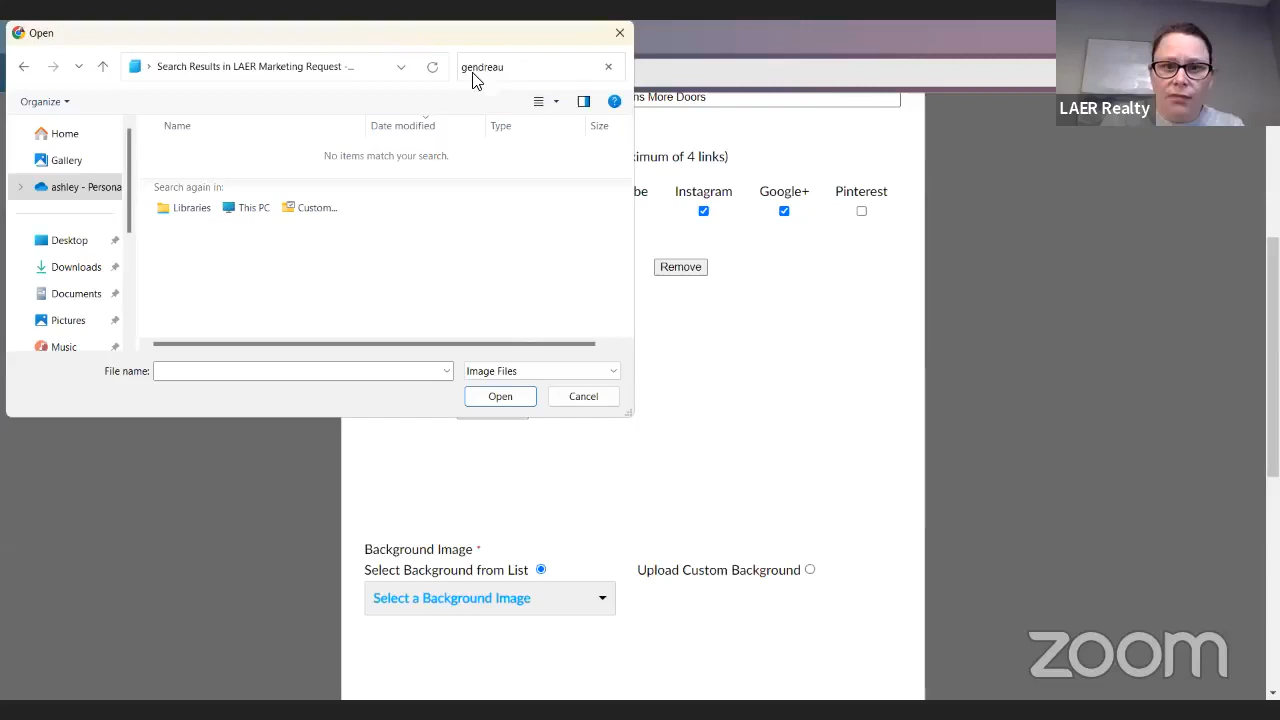 Open
Search Results in LAER Marketing Request -...
gendreau
Organize
Name
Date modified
Type
Size
No items match your search.
Search again in:
Libraries
This PC
Custom...
Home
Gallery
ashley - Persona
Desktop
Downloads
Documents
Pictures
Music
File name:
Image Files
Open
Cancel
ns More Doors
imum of 4 links)
be
Instagram
Google+
Pinterest
Remove
Background Image *
Select Background from List
Upload Custom Background
Select a Background Image
LAER Realty
zoom